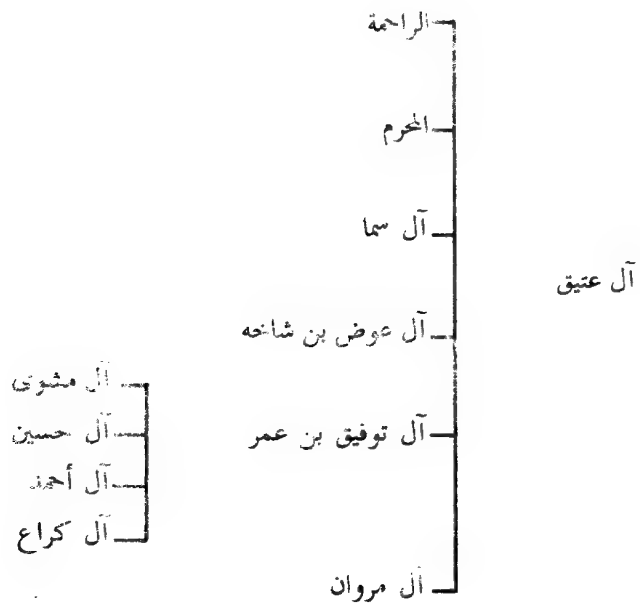 آل عتيق
الراحمة
المحرم
آل سما
آل عوض بن شاخه
آل توفيق بن عمر
آل مروان
آل مشوى
آل حسين
آل أحمد
آل كراع